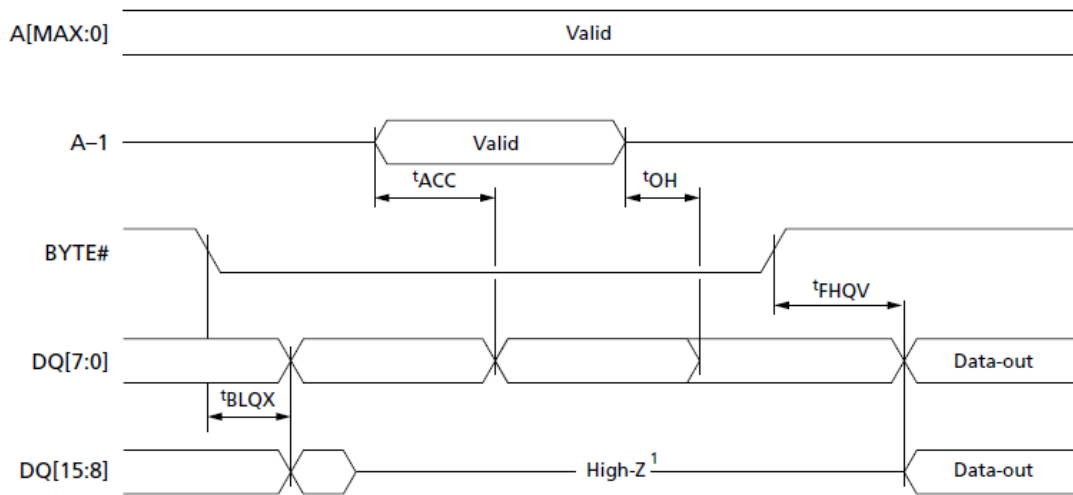 A[MAX:0]
Valid
A–1
Valid
tACC
tOH
BYTE#
tFHQV
DQ[7:0]
Data-out
tBLQX
DQ[15:8]
High-Z 1
Data-out